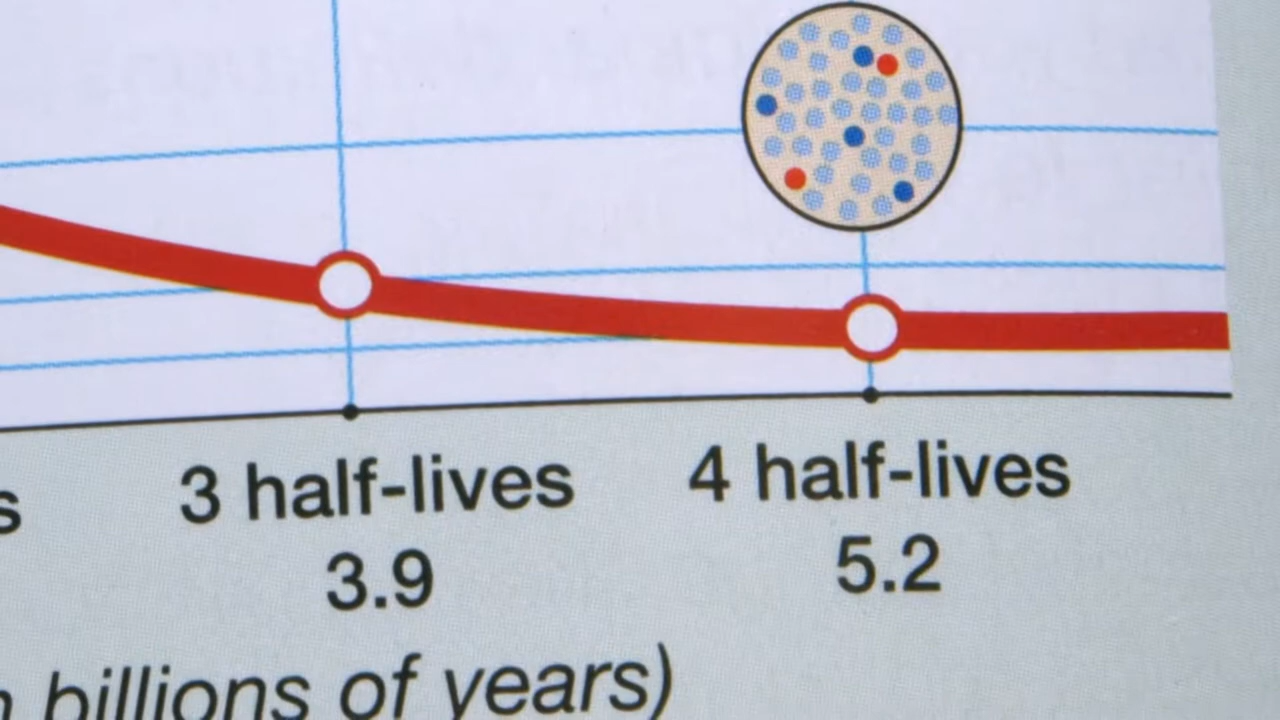 3 half-lives
4 half-lives
3.9
5.2
billions of years)